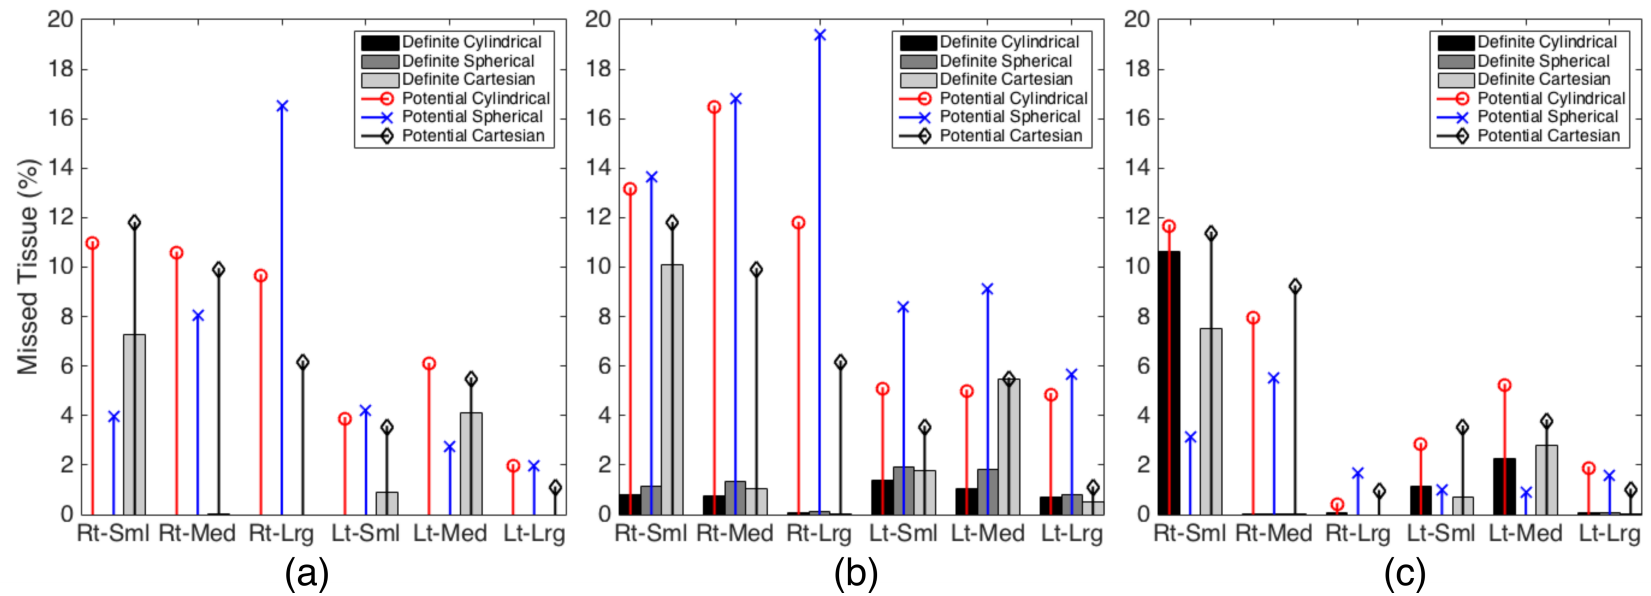 Missed Tissue (%)
20
18
16
14
12
10
8
6
4
2
0
Definite Cylindrical
Definite Spherical
Definite Cartesian
Potential Cylindrical
Potential Spherical
Potential Cartesian
Rt-Sml Rt-Med Rt-Lrg Lt-Sml Lt-Med Lt-Lrg
(a)
20
18
16
14
12
10
8
6
4
2
0
Definite Cylindrical
Definite Spherical
Definite Cartesian
Potential Cylindrical
Potential Spherical
Potential Cartesian
Rt-Sml Rt-Med Rt-Lrg Lt-Sml Lt-Med Lt-Lrg
(b)
20
18
16
14
12
10
8
6
4
2
0
Definite Cylindrical
Definite Spherical
Definite Cartesian
Potential Cylindrical
Potential Spherical
Potential Cartesian
Rt-Sml Rt-Med Rt-Lrg Lt-Sml Lt-Med Lt-Lrg
(c)